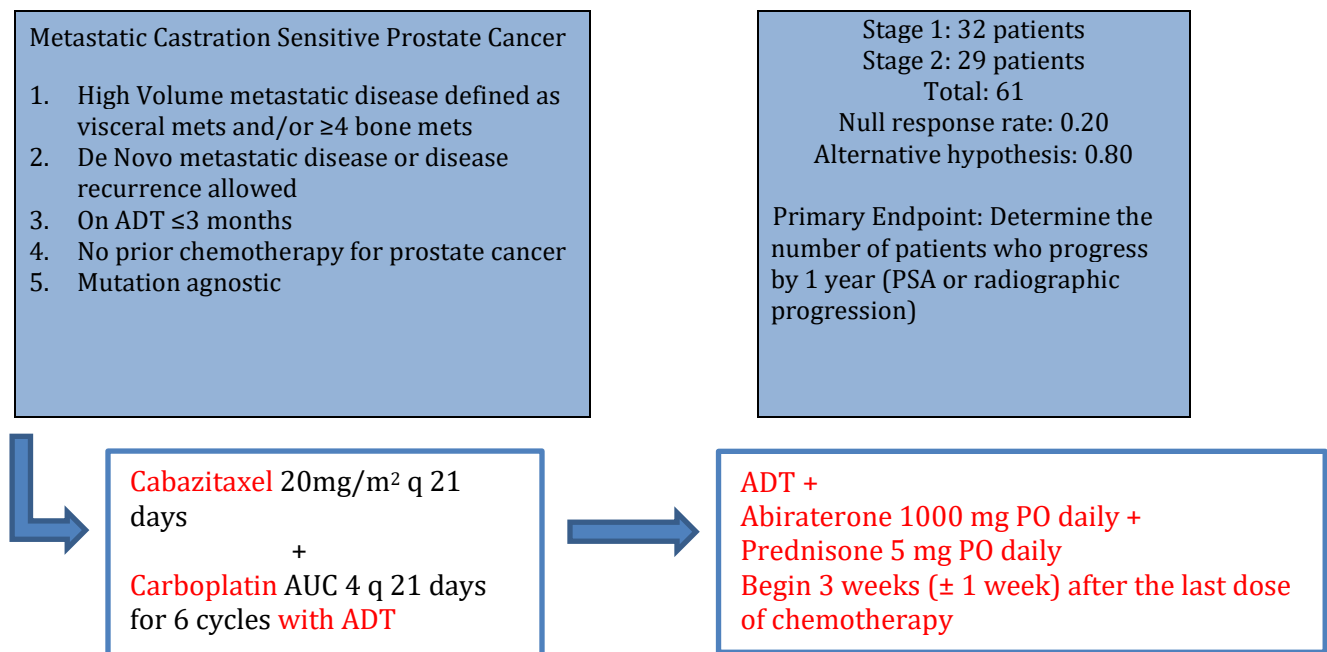 Metastatic Castration Sensitive Prostate Cancer
1. High Volume metastatic disease defined as
visceral mets and/or ≥4 bone mets
2. De Novo metastatic disease or disease
recurrence allowed
3. On ADT ≤3 months
4. No prior chemotherapy for prostate cancer
5. Mutation agnostic
Stage 1: 32 patients
Stage 2: 29 patients
Total: 61
Null response rate: 0.20
Alternative hypothesis: 0.80
Primary Endpoint: Determine the
number of patients who progress
by 1 year (PSA or radiographic
progression)
Cabazitaxel 20mg/m² q 21
days
+
Carboplatin AUC 4 q 21 days
for 6 cycles with ADT
ADT +
Abiraterone 1000 mg PO daily +
Prednisone 5 mg PO daily
Begin 3 weeks (± 1 week) after the last dose
of chemotherapy